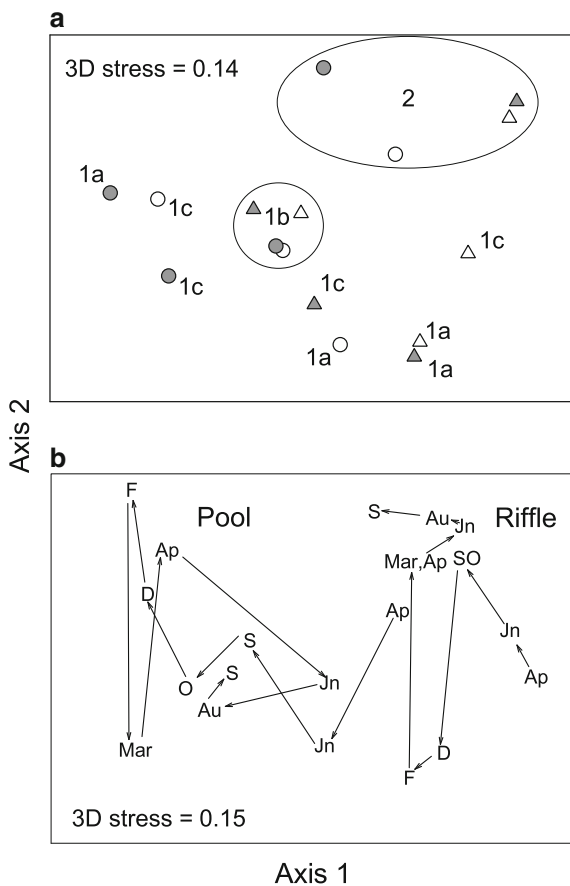 a
3D stress = 0.14
2
1a
1c
1b
1c
1c
1c
1a
1a
1a
Axis 2
b
F
Pool
S
Au
Jn
Riffle
Ap
Mar,Ap
SO
D
Ap
S
Jn
S
O
Jn
Ap
Au
Mar
Jn
D
F
3D stress = 0.15
Axis 1